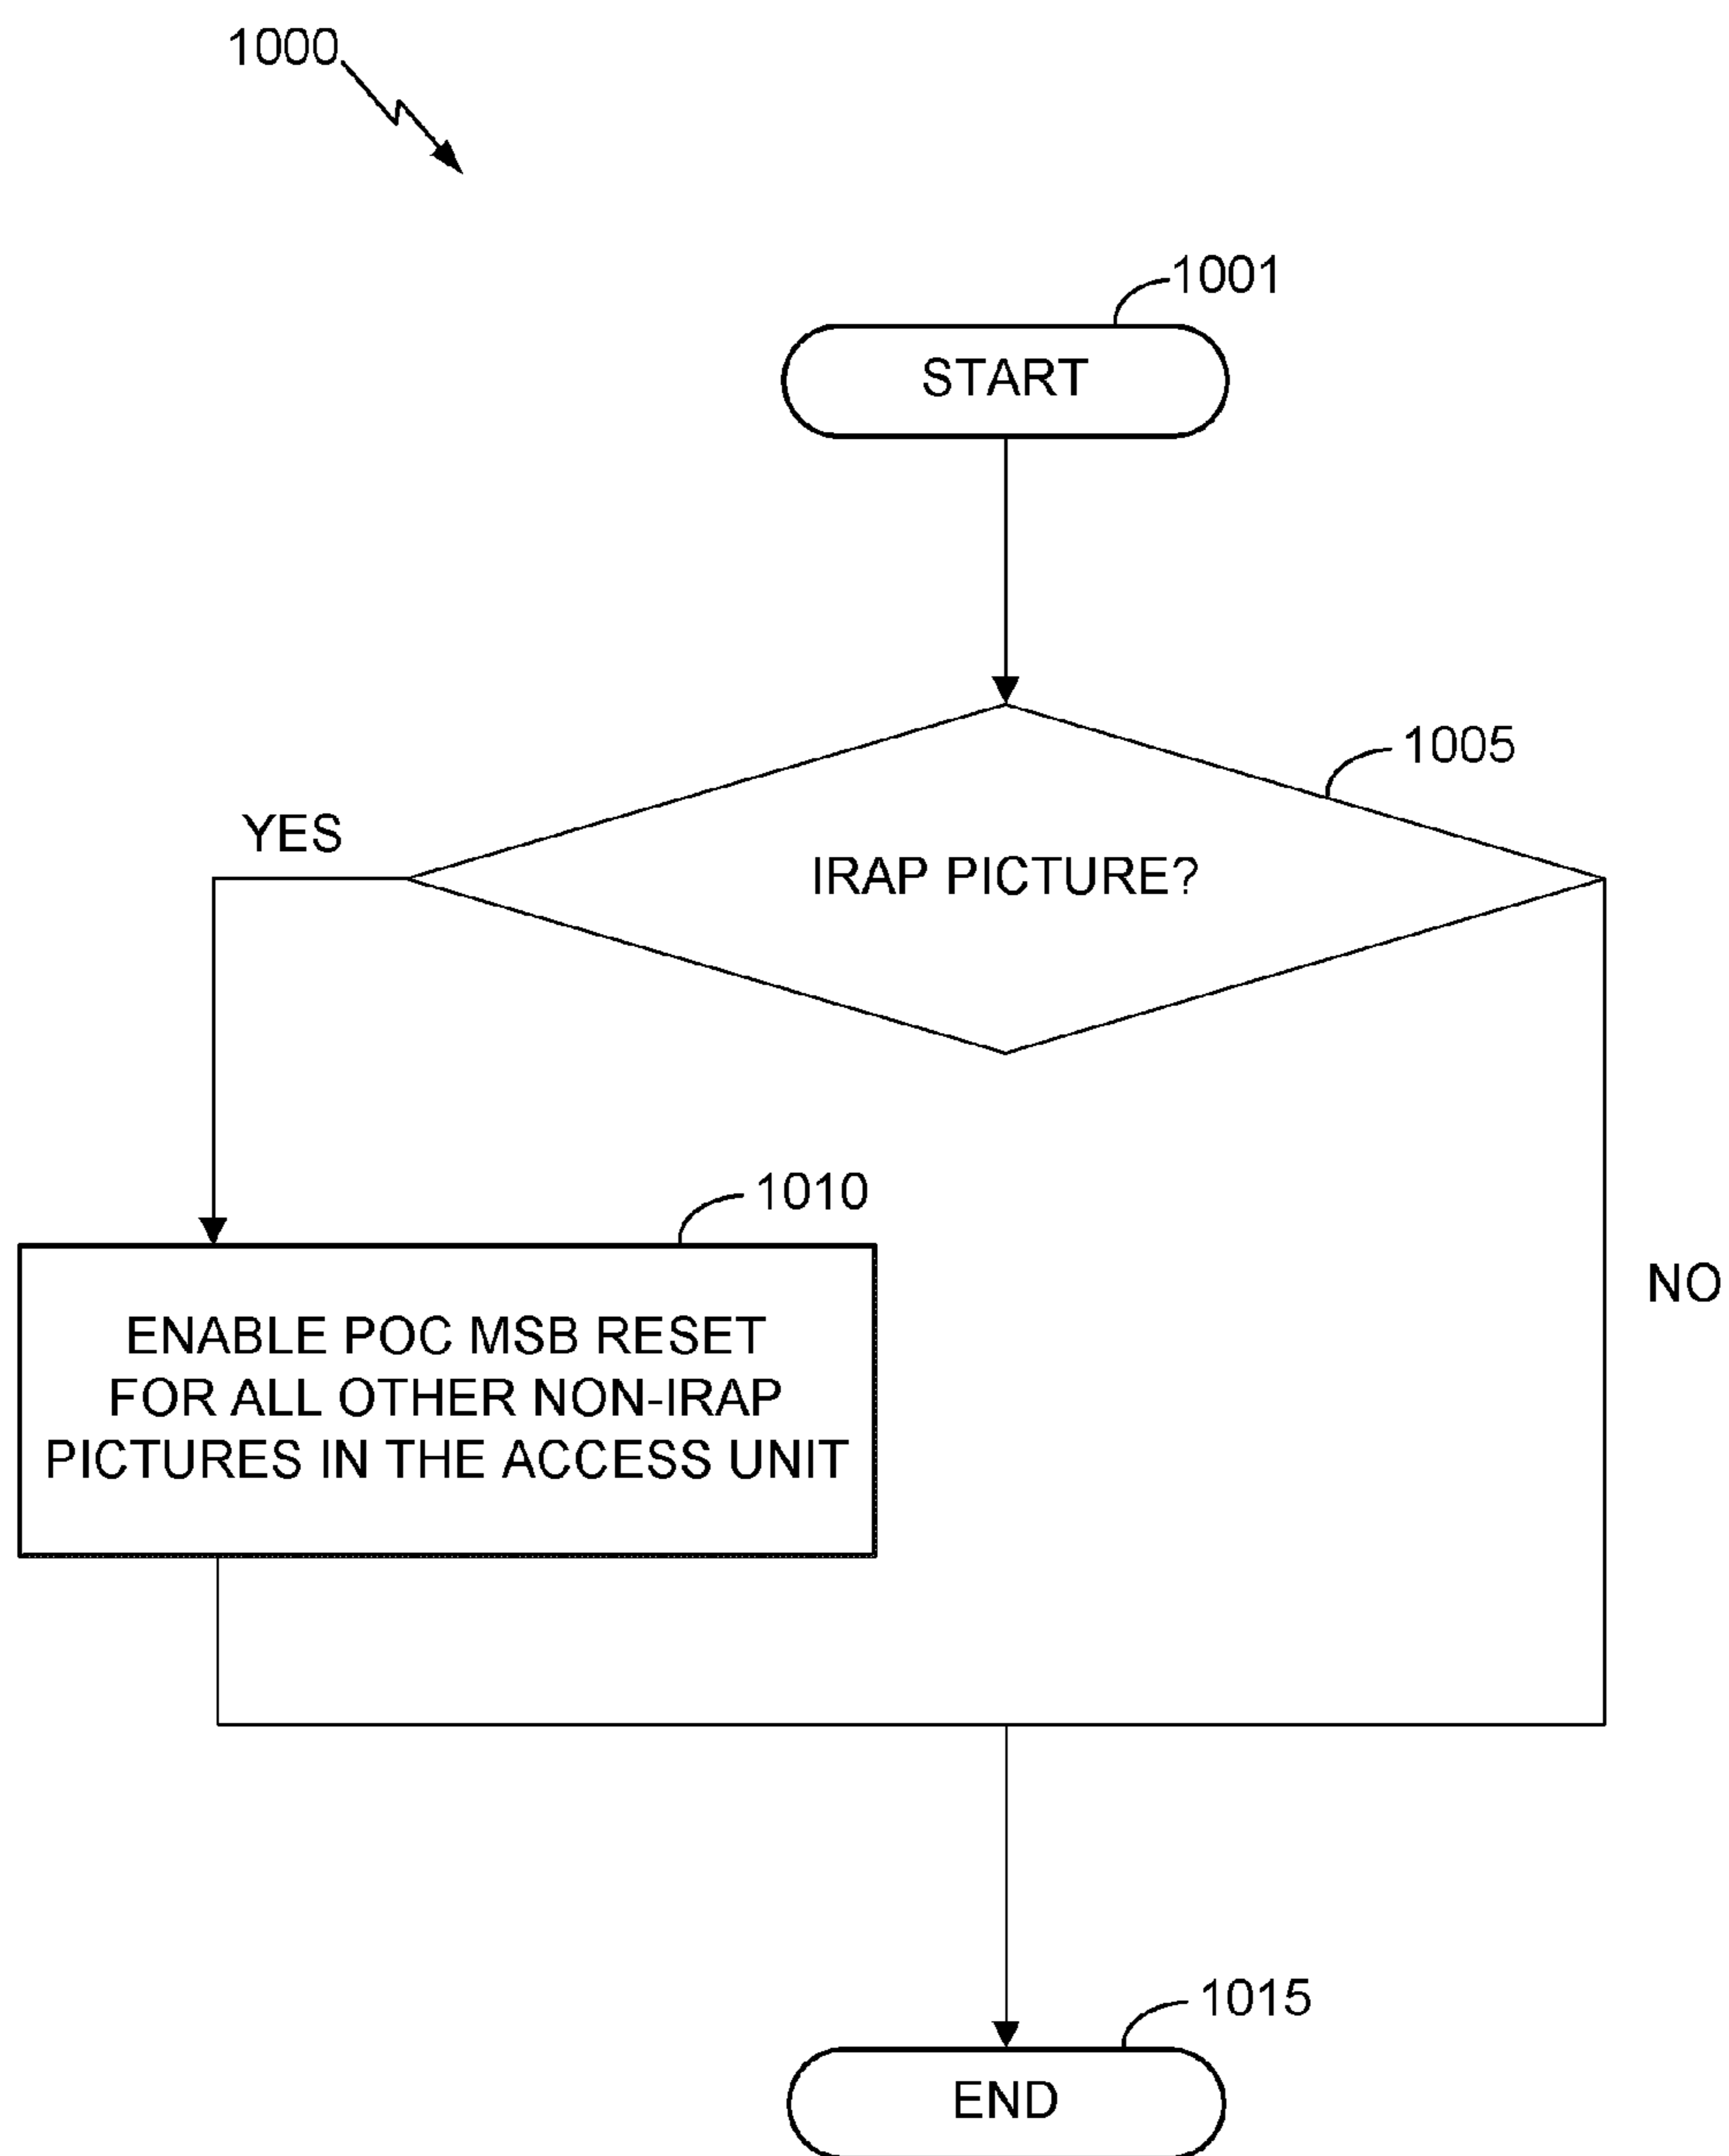 1000
1001
START
1005
YES
IRAP PICTURE?
1010
NO
ENABLE POC MSB RESET
FOR ALL OTHER NON-IRAP
PICTURES IN THE ACCESS UNIT
1015
END